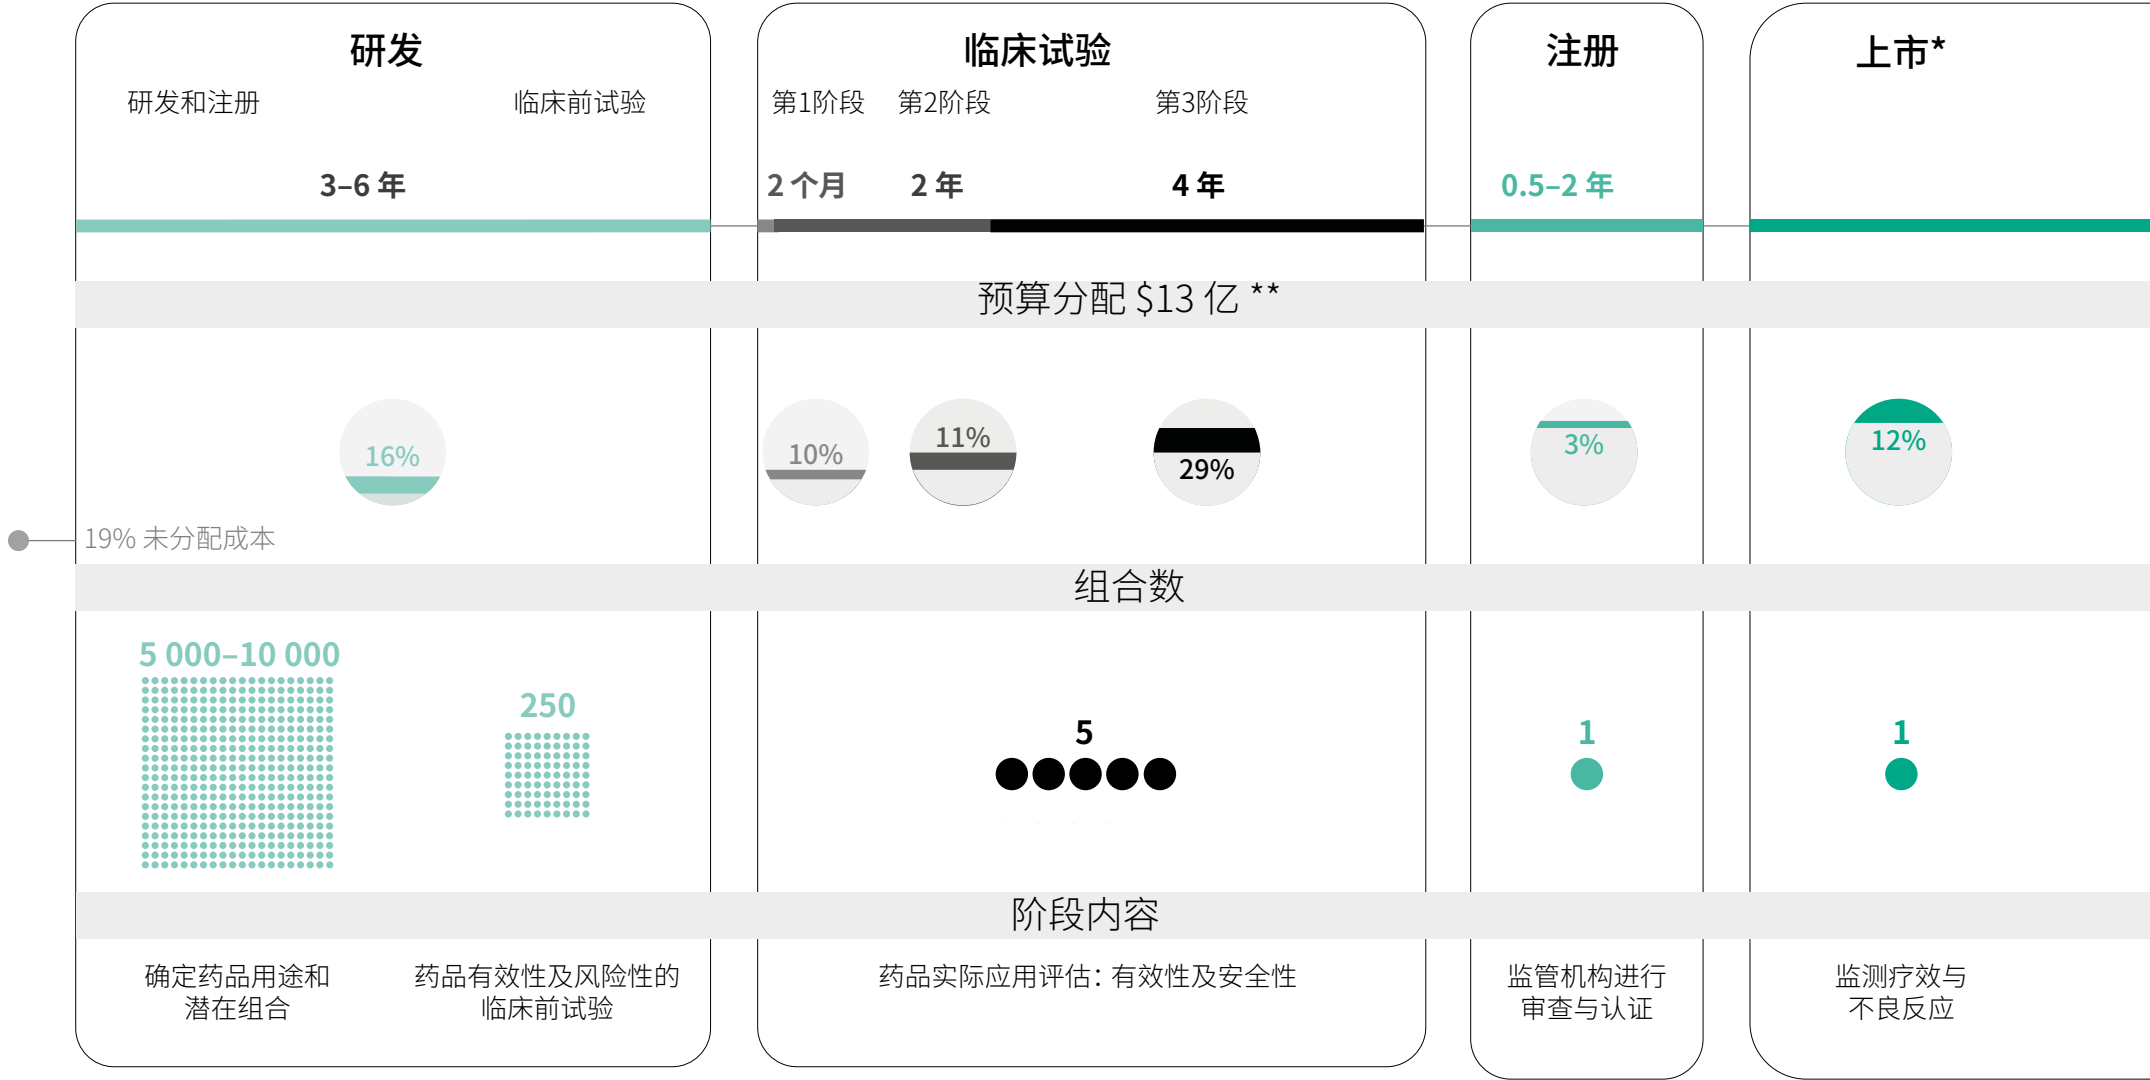 研发
临床试验
注册
上市*
研发和注册
临床前试验
第1阶段
第2阶段
第3阶段
3–6 年
2 个月
2 年
4 年
0.5–2 年
预算分配 $13 亿 **
16%
10%
11%
29%
3%
12%
19% 未分配成本
组合数
5 000–10 000
250
5
1
1
阶段内容
确定药品用途和
潜在组合
药品有效性及风险性的
临床前试验
药品实际应用评估：有效性及安全性
监管机构进行
审查与认证
监测疗效与
不良反应